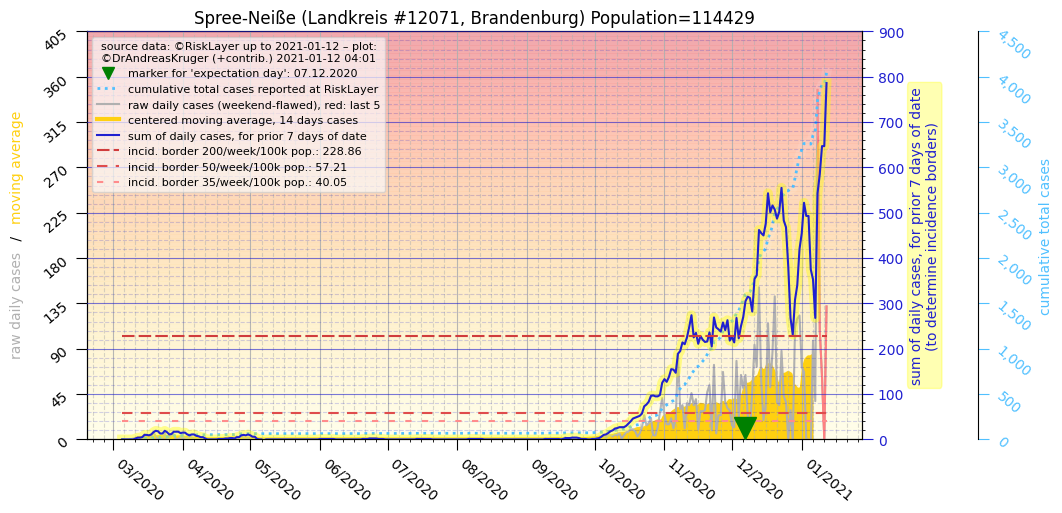 Spree-Neiße (Landkreis #12071, Brandenburg) Population=114429
source data: ©RiskLayer up to 2021-01-12 – plot:
©DrAndreasKruger (+contrib.) 2021-01-12 04:01
marker for 'expectation day': 07.12.2020
cumulative total cases reported at RiskLayer
raw daily cases (weekend-flawed), red: last 5
centered moving average, 14 days cases
sum of daily cases, for prior 7 days of date
incid. border 200/week/100k pop.: 228.86
incid. border 50/week/100k pop.: 57.21
incid. border 35/week/100k pop.: 40.05
raw daily cases / moving average
405
360
315
270
225
180
135
90
45
0
03/2020
04/2020
05/2020
06/2020
07/2020
08/2020
09/2020
10/2020
11/2020
12/2020
01/2021
900
800
700
600
500
400
300
200
100
0
sum of daily cases, for prior 7 days of date
(to determine incidence borders)
4,500
4,000
3,500
3,000
2,500
2,000
1,500
1,000
500
0
cumulative total cases